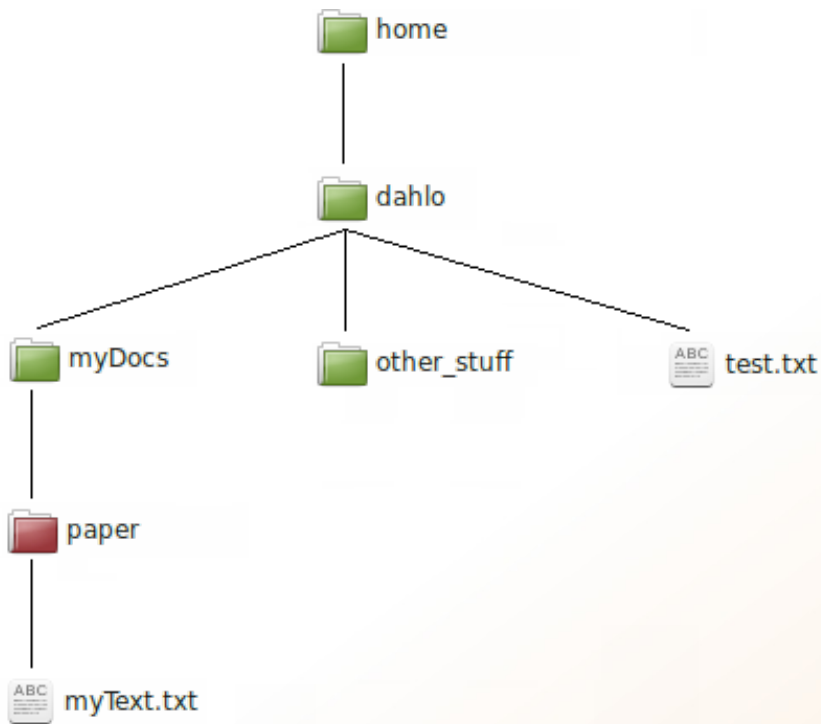 home
dahlo
myDocs
other_stuff
ABC
test.txt
paper
ABC
myText.txt